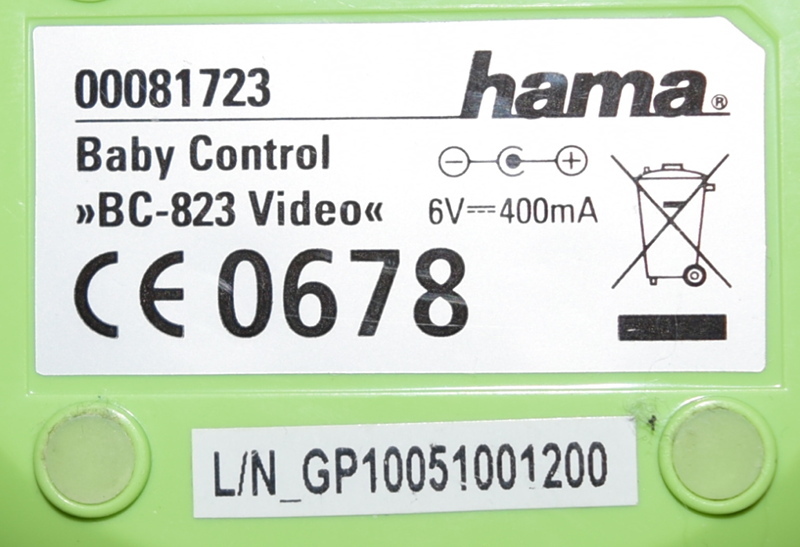 00081723
hama®
Baby Control
»BC-823 Video«
6V⎓400mA
CE 0678
L/N_GP10051001200